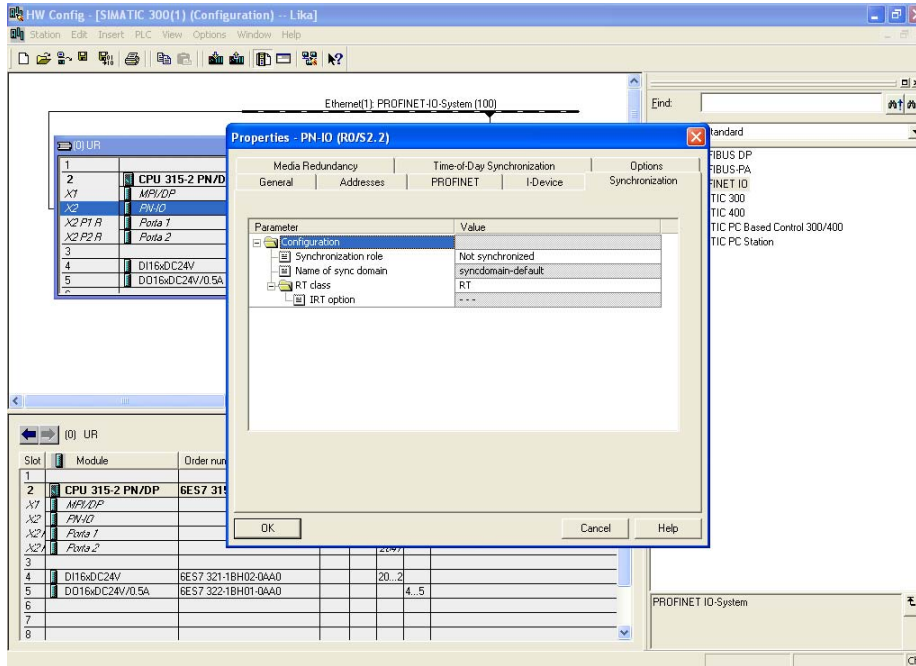 HW Config - [SIMATIC 300(1) (Configuration) -- Lika]
Station Edit Insert PLC View Options Window Help
Ethernet(1): PROFINET-IO-System (100)
(0) UR
1
2 CPU 315-2 PN/D
X1 MPI/DP
X2 PN-IO
X2 P1 R Porta 1
X2 P2 R Porta 2
3
4 DI16xDC24V
5 DO16xDC24V/0.5A
Properties - PN-IO (R0/S2.2)
Media Redundancy Time-of-Day Synchronization Options
General Addresses PROFINET I-Device Synchronization
Parameter Value
Configuration
Synchronization role Not synchronized
Name of sync domain syncdomain-default
RT class RT
IRT option - - -
OK Cancel Help
Find:
tandard
FIBUS DP
FIBUS-PA
FINET IO
TIC 300
TIC 400
TIC PC Based Control 300/400
TIC PC Station
(0) UR
Slot Module Order num
1
2 CPU 315-2 PN/DP 6ES7 315
X1 MPI/DP
X2 PN-IO
X2 Porta 1
X2 Porta 2 2047
3
4 DI16xDC24V 6ES7 321-1BH02-0AA0 20...2
5 DO16xDC24V/0.5A 6ES7 322-1BH01-0AA0 4...5
6
7
8
PROFINET IO-System